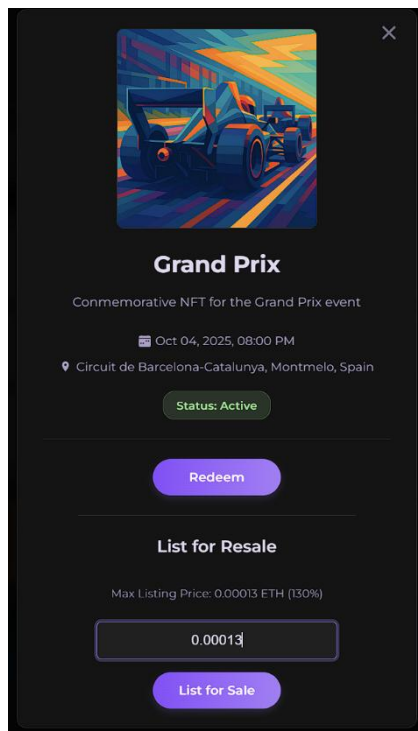 Grand Prix
Conmemorative NFT for the Grand Prix event
Oct 04, 2025, 08:00 PM
Circuit de Barcelona-Catalunya, Montmelo, Spain
Status: Active
Redeem
List for Resale
Max Listing Price: 0.00013 ETH (130%)
0.00013
List for Sale